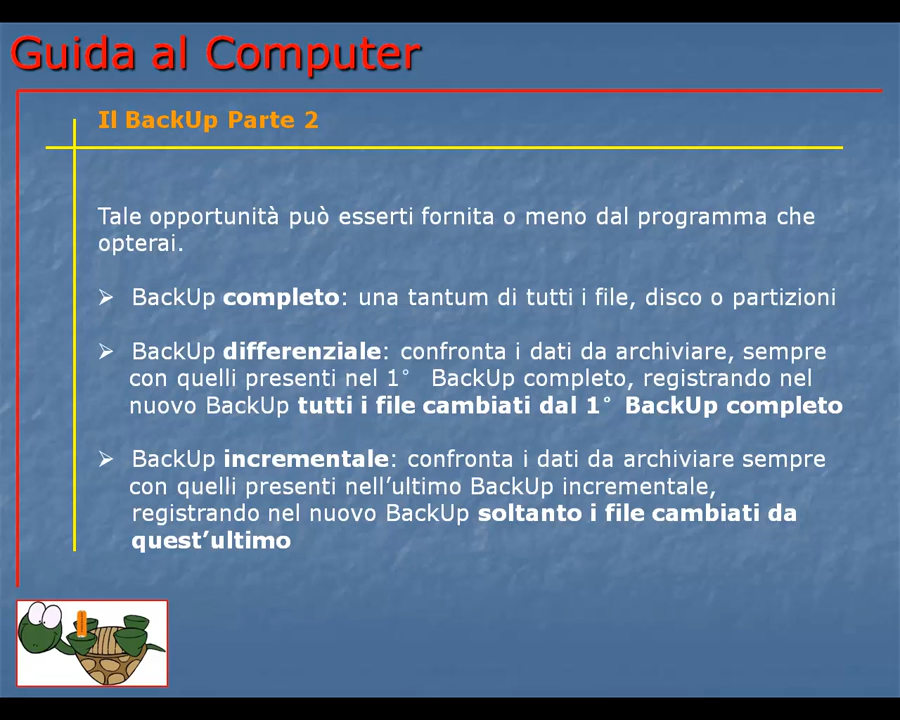 Guida al Computer
Il BackUp Parte 2
Tale opportunità può esserti fornita o meno dal programma che
opterai.
➢ BackUp completo: una tantum di tutti i file, disco o partizioni
➢ BackUp differenziale: confronta i dati da archiviare, sempre
con quelli presenti nel 1° BackUp completo, registrando nel
nuovo BackUp tutti i file cambiati dal 1° BackUp completo
➢ BackUp incrementale: confronta i dati da archiviare sempre
con quelli presenti nell’ultimo BackUp incrementale,
registrando nel nuovo BackUp soltanto i file cambiati da
quest’ultimo